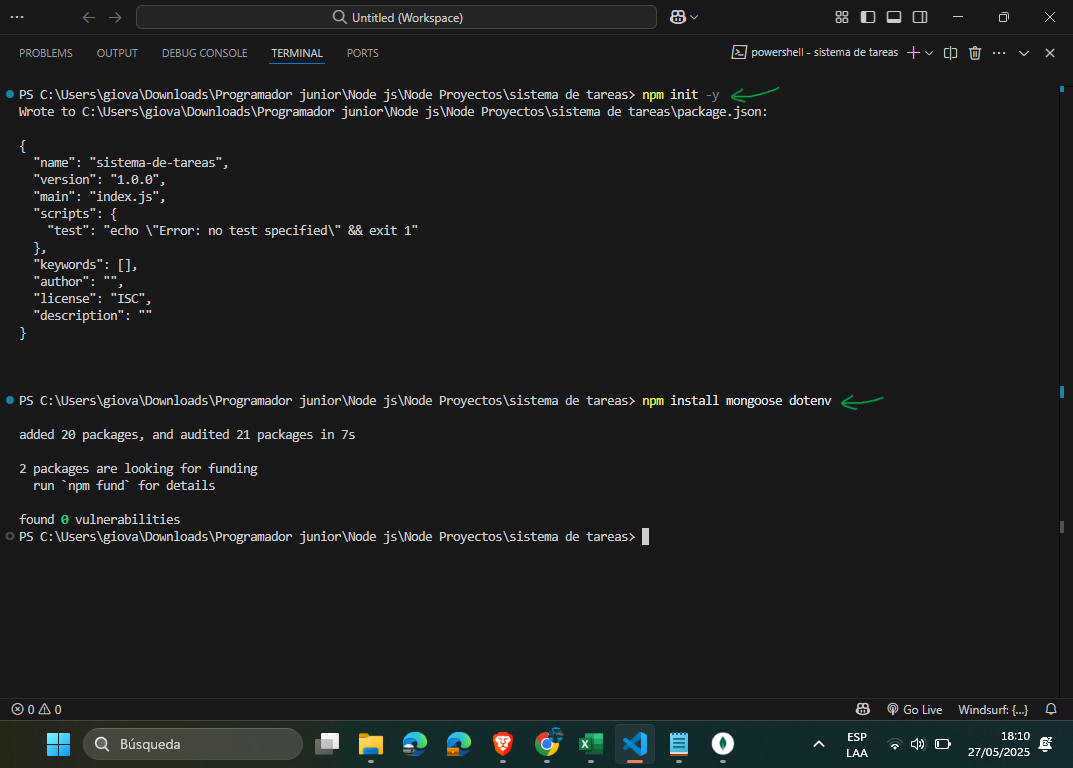 Untitled (Workspace)
PROBLEMS OUTPUT DEBUG CONSOLE TERMINAL PORTS powershell - sistema de tareas
PS C:\Users\giova\Downloads\Programador junior\Node js\Node Proyectos\sistema de tareas> npm init -y
Wrote to C:\Users\giova\Downloads\Programador junior\Node js\Node Proyectos\sistema de tareas\package.json:
{
  "name": "sistema-de-tareas",
  "version": "1.0.0",
  "main": "index.js",
  "scripts": {
    "test": "echo \"Error: no test specified\" && exit 1"
  },
  "keywords": [],
  "author": "",
  "license": "ISC",
  "description": ""
}
PS C:\Users\giova\Downloads\Programador junior\Node js\Node Proyectos\sistema de tareas> npm install mongoose dotenv
added 20 packages, and audited 21 packages in 7s
2 packages are looking for funding
  run `npm fund` for details
found 0 vulnerabilities
PS C:\Users\giova\Downloads\Programador junior\Node js\Node Proyectos\sistema de tareas>
0 0 Go Live Windsurf: {...}
Búsqueda
ESP
LAA
18:10
27/05/2025